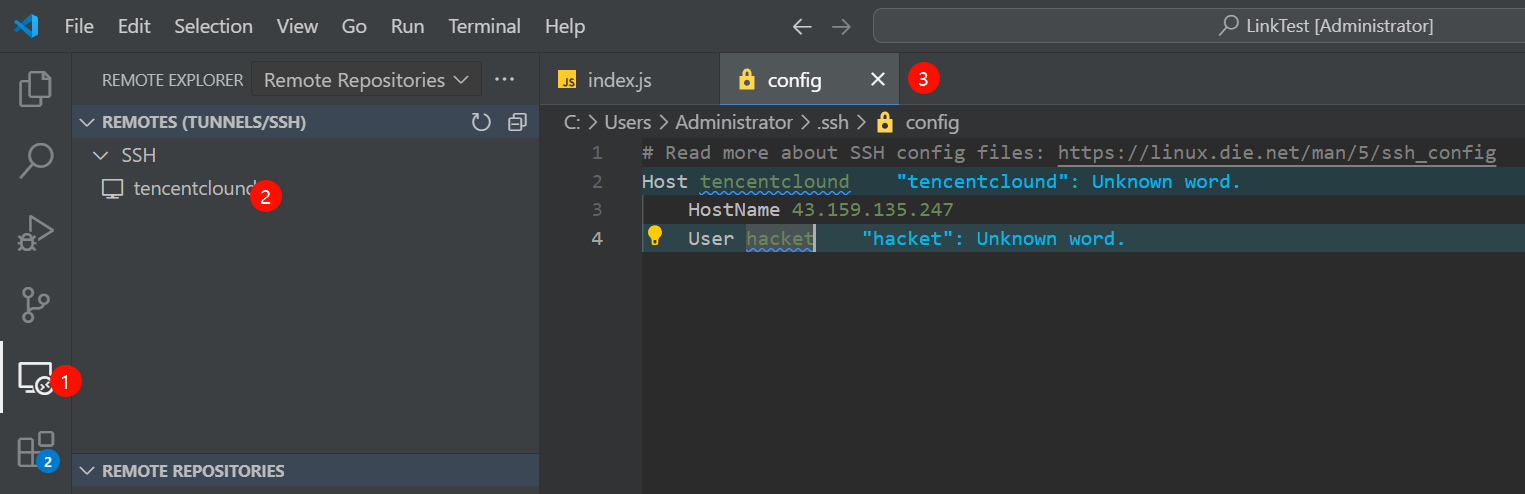 File Edit Selection View Go Run Terminal Help LinkTest [Administrator]
REMOTE EXPLORER Remote Repositories
REMOTES (TUNNELS/SSH)
SSH
tencentclound
2
1
2
REMOTE REPOSITORIES
JS index.js config 3
C: > Users > Administrator > .ssh > config
1 # Read more about SSH config files: https://linux.die.net/man/5/ssh_config
2 Host tencentclound "tencentclound": Unknown word.
3 HostName 43.159.135.247
4 User hacket "hacket": Unknown word.